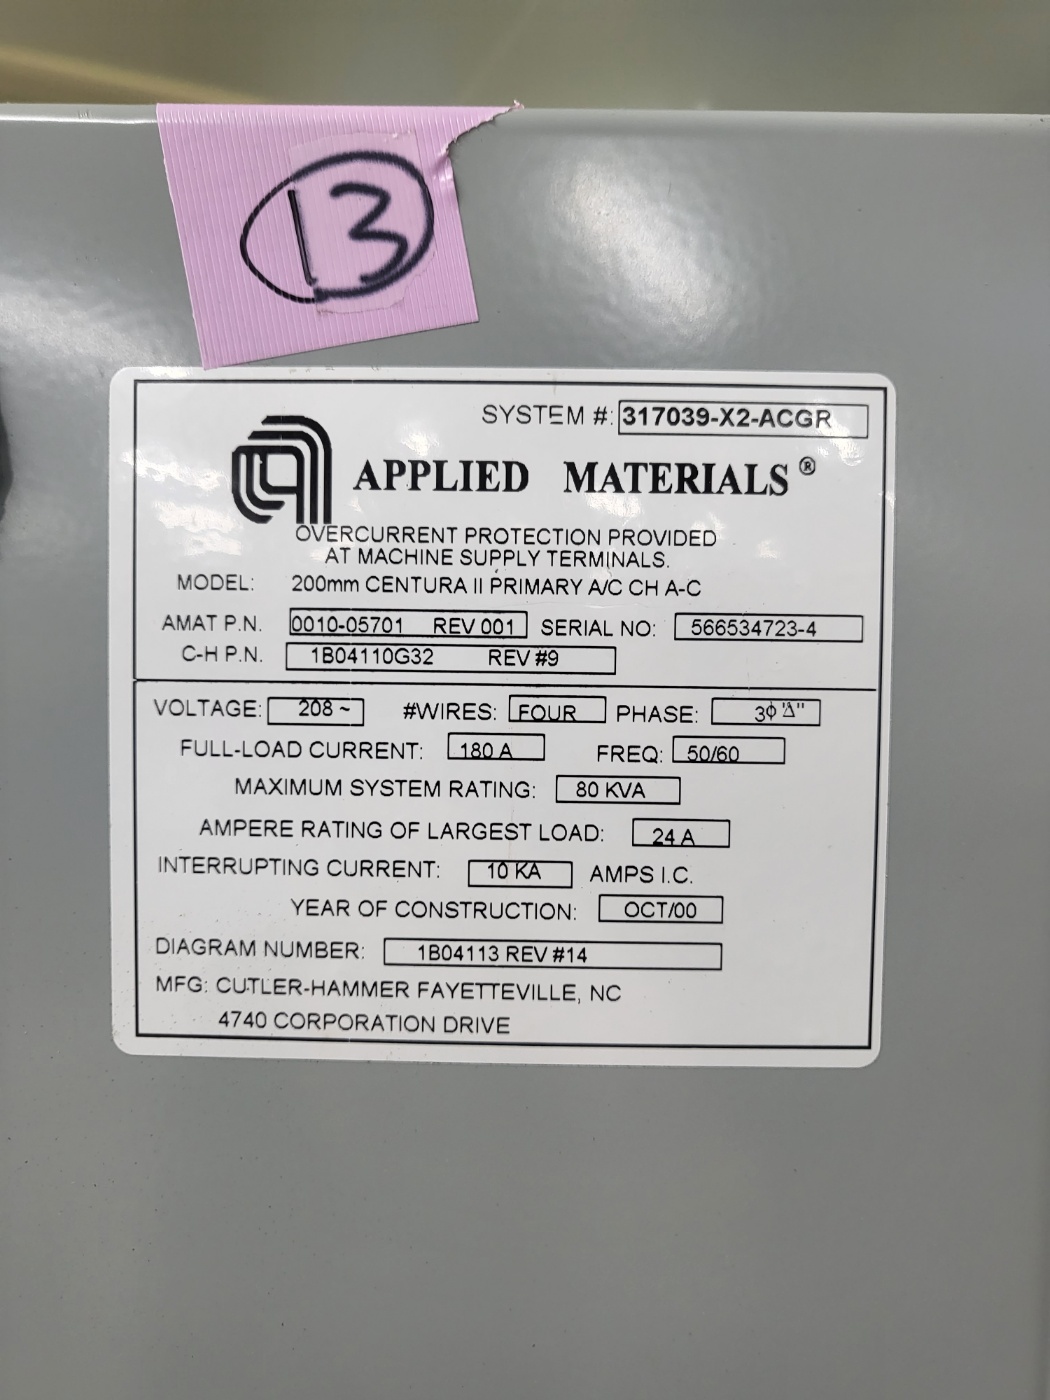 13
SYSTEM #: 317039-X2-ACGR
APPLIED MATERIALS®
OVERCURRENT PROTECTION PROVIDED
AT MACHINE SUPPLY TERMINALS.
MODEL: 200mm CENTURA II PRIMARY A/C CH A-C
AMAT P.N. 0010-05701 REV 001 SERIAL NO: 566534723-4
C-H P.N. 1B04110G32 REV #9
VOLTAGE: 208 ~ #WIRES: FOUR PHASE: 3ϕ "Δ"
FULL-LOAD CURRENT: 180 A FREQ: 50/60
MAXIMUM SYSTEM RATING: 80 KVA
AMPERE RATING OF LARGEST LOAD: 24 A
INTERRUPTING CURRENT: 10 KA AMPS I.C.
YEAR OF CONSTRUCTION: OCT/00
DIAGRAM NUMBER: 1B04113 REV #14
MFG: CUTLER-HAMMER FAYETTEVILLE, NC
4740 CORPORATION DRIVE